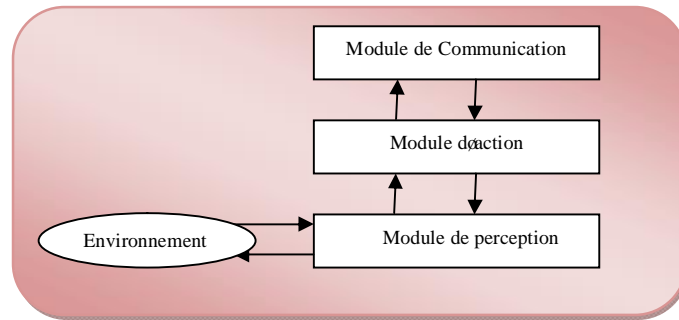 Module de Communication
Module døaction
Module de perception
Environnement